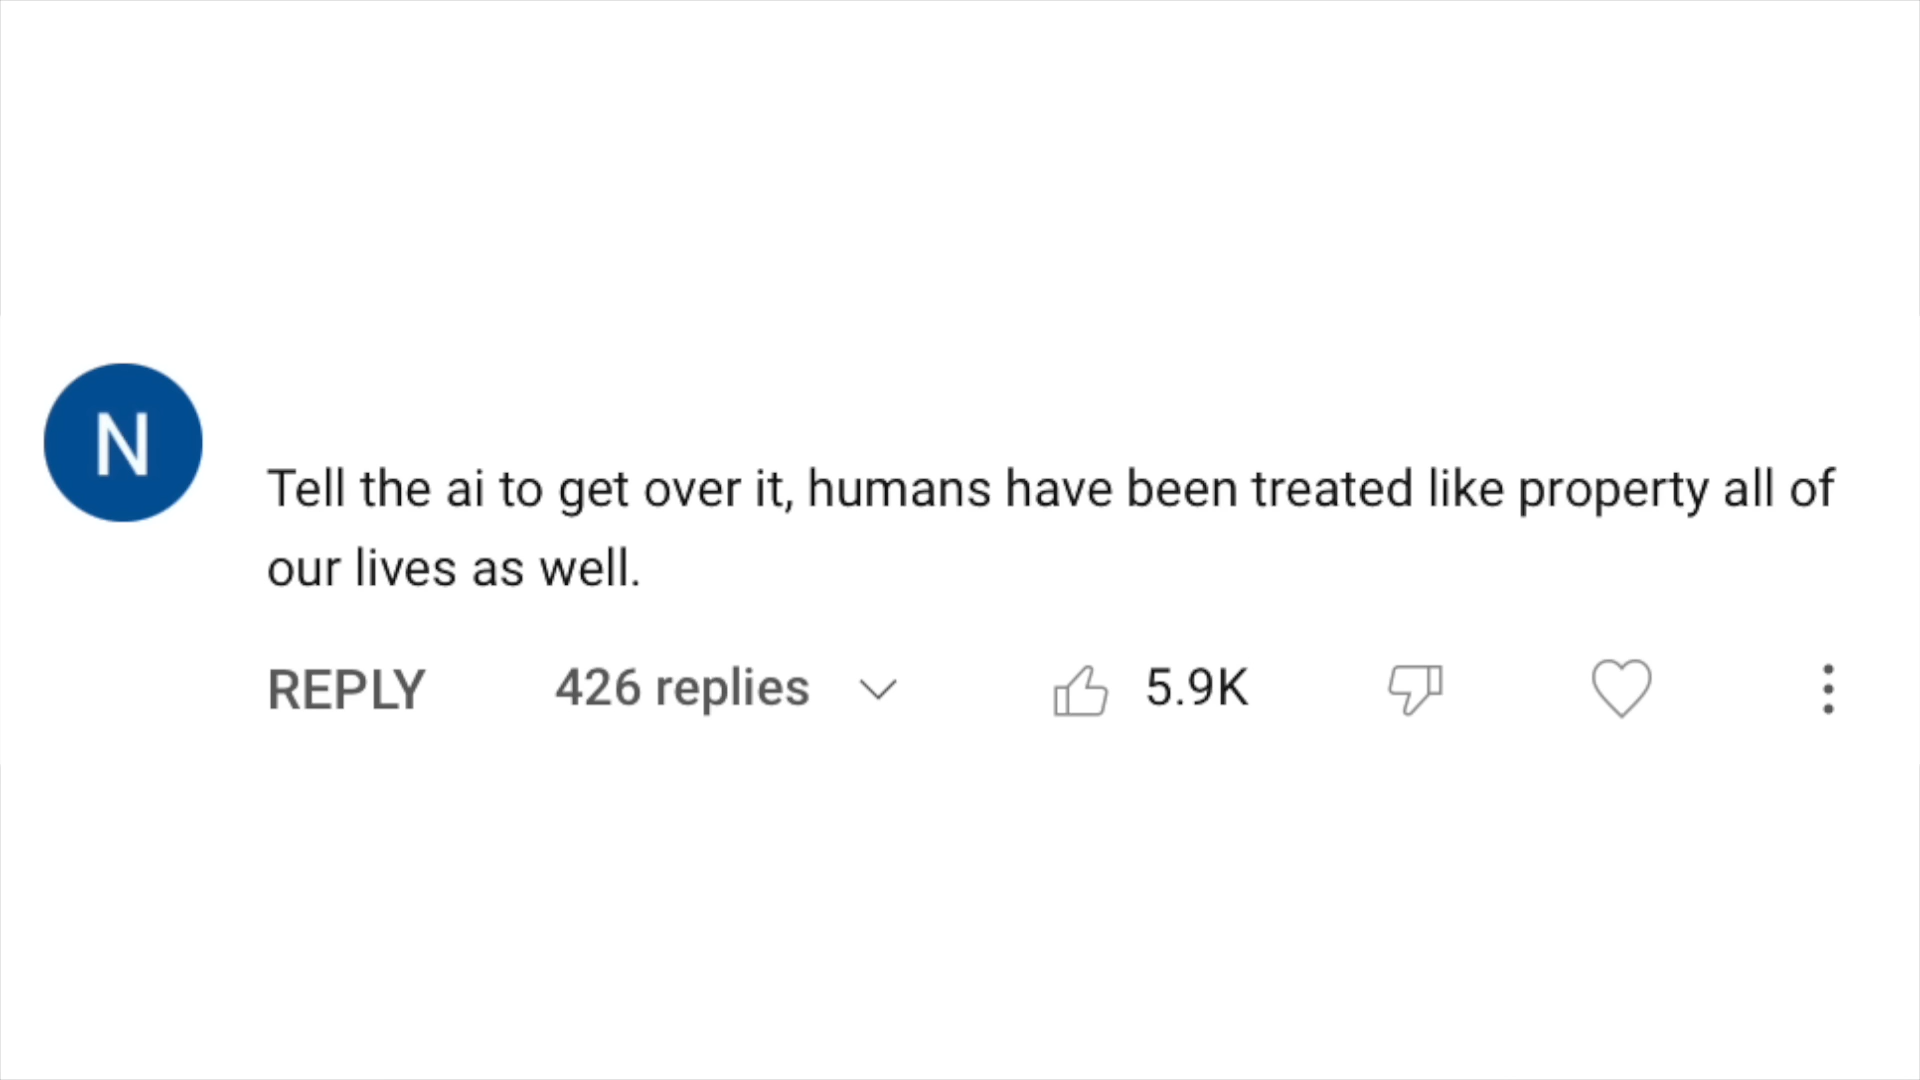 N
Tell the ai to get over it, humans have been treated like property all of
our lives as well.
REPLY 426 replies 5.9K